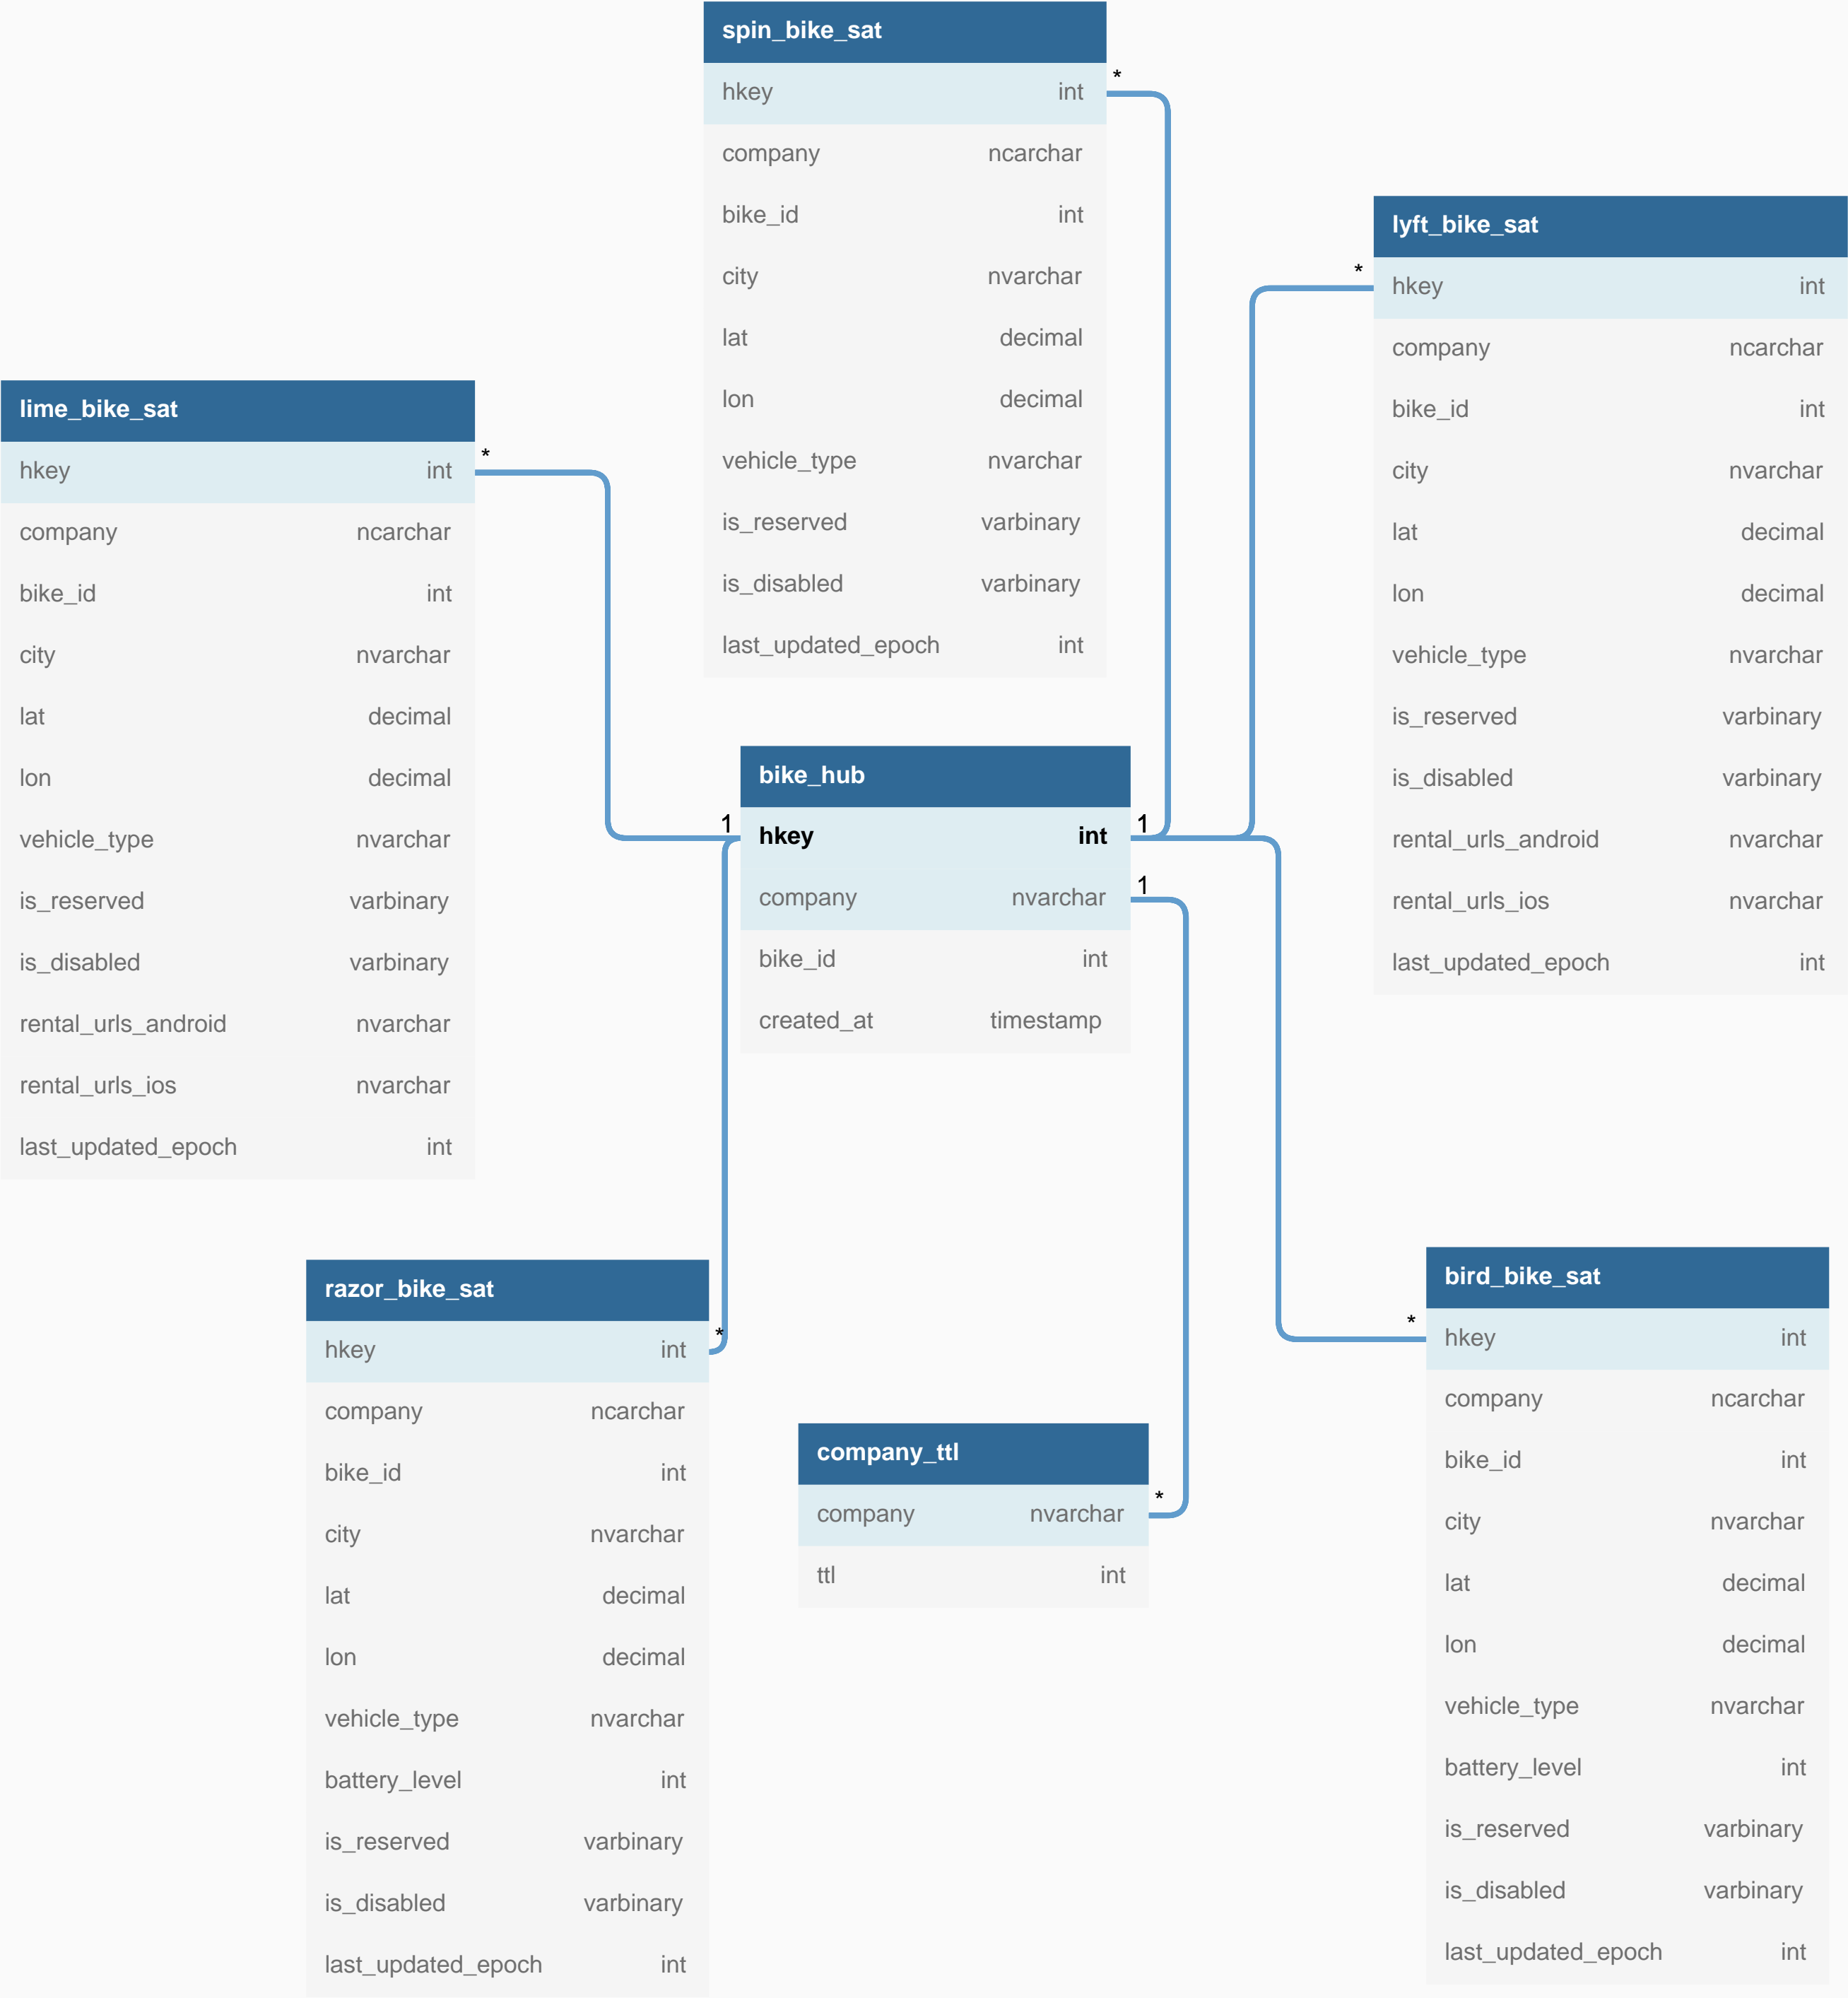 spin_bike_sat
hkey int *
company ncarchar
bike_id int
city nvarchar
lat decimal
lon decimal
vehicle_type nvarchar
is_reserved varbinary
is_disabled varbinary
last_updated_epoch int
lyft_bike_sat
* hkey int
company ncarchar
bike_id int
city nvarchar
lat decimal
lon decimal
vehicle_type nvarchar
is_reserved varbinary
is_disabled varbinary
rental_urls_android nvarchar
rental_urls_ios nvarchar
last_updated_epoch int
lime_bike_sat
hkey int *
company ncarchar
bike_id int
city nvarchar
lat decimal
lon decimal
vehicle_type nvarchar
is_reserved varbinary
is_disabled varbinary
rental_urls_android nvarchar
rental_urls_ios nvarchar
last_updated_epoch int
bike_hub
1 hkey int 1
company nvarchar 1
bike_id int
created_at timestamp
razor_bike_sat
hkey int *
company ncarchar
bike_id int
city nvarchar
lat decimal
lon decimal
vehicle_type nvarchar
battery_level int
is_reserved varbinary
is_disabled varbinary
last_updated_epoch int
company_ttl
company nvarchar *
ttl int
bird_bike_sat
* hkey int
company ncarchar
bike_id int
city nvarchar
lat decimal
lon decimal
vehicle_type nvarchar
battery_level int
is_reserved varbinary
is_disabled varbinary
last_updated_epoch int